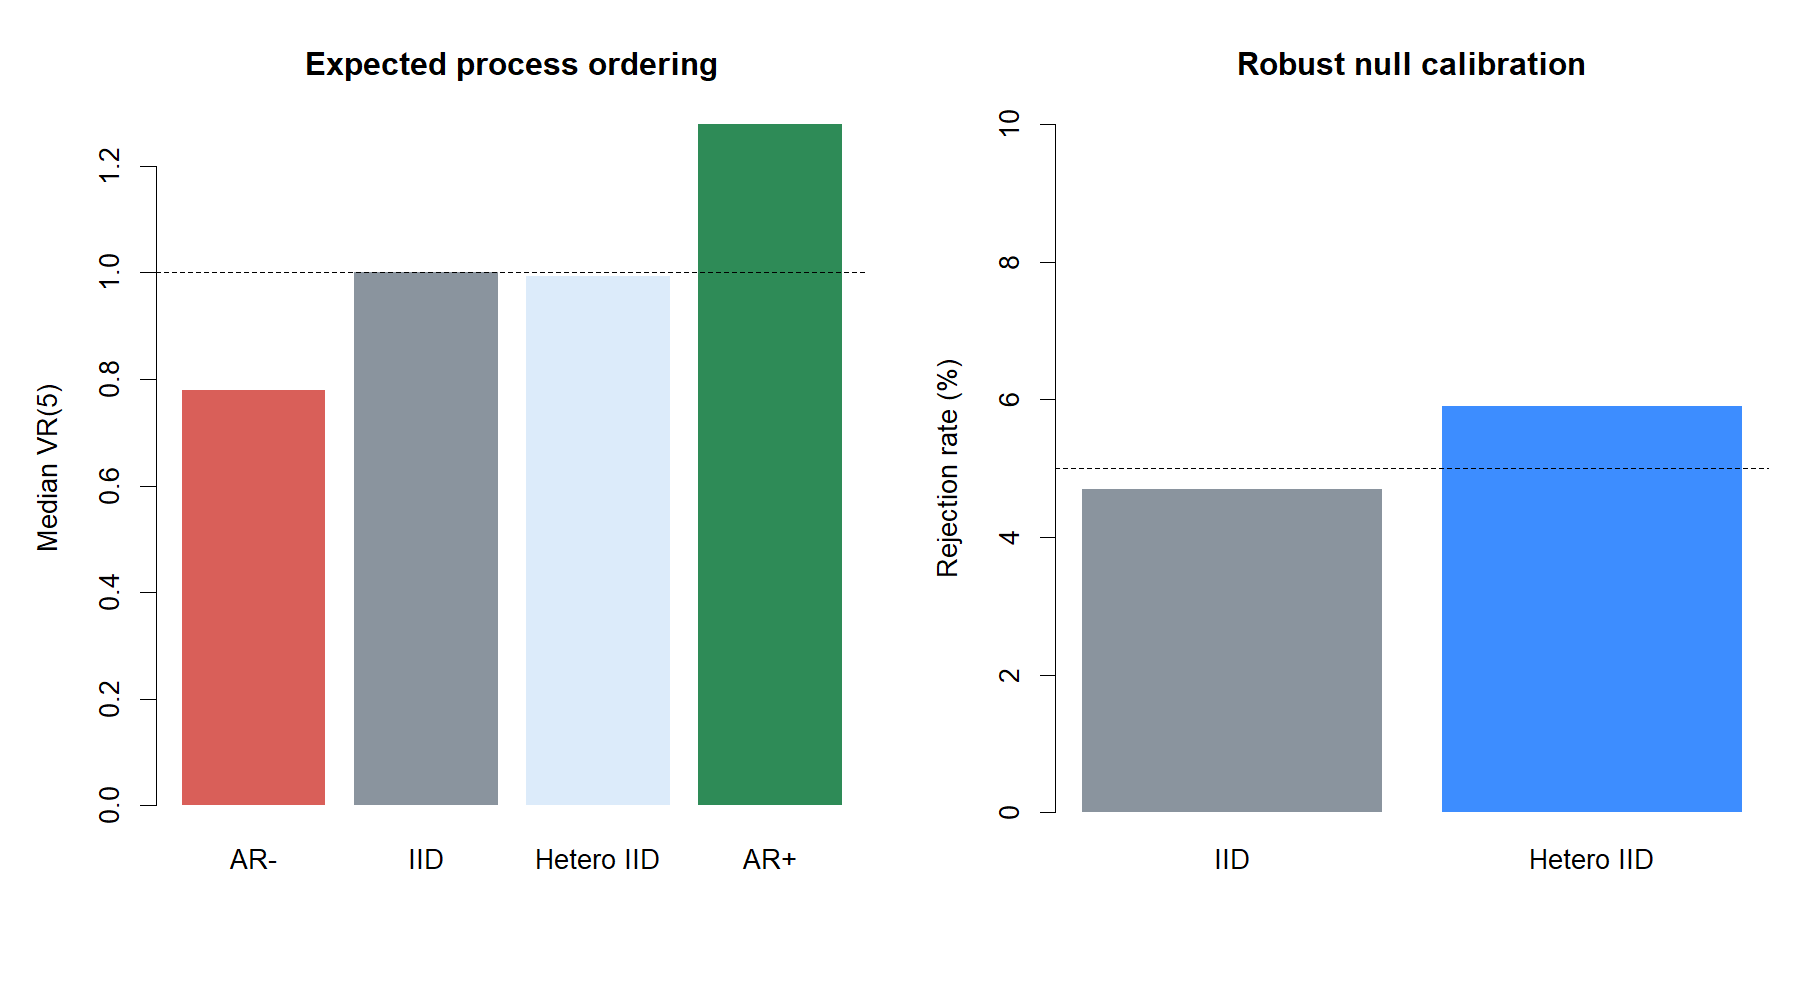 Expected process ordering
Median VR(5)
1.2
1.0
0.8
0.6
0.4
0.2
0.0
AR-
IID
Hetero IID
AR+
Robust null calibration
Rejection rate (%)
10
8
6
4
2
0
IID
Hetero IID